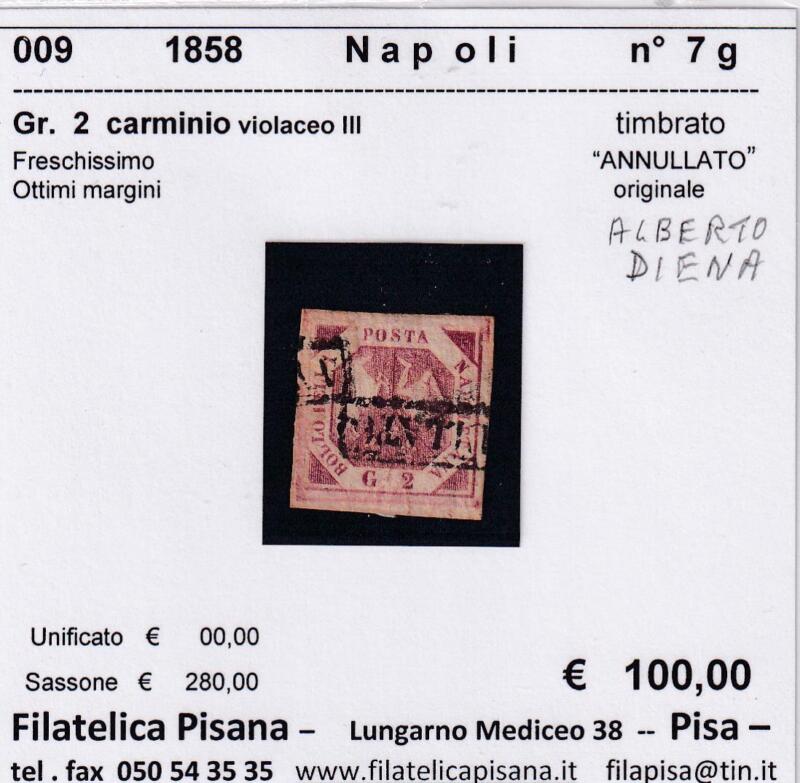 009 1858 Napoli n° 7g
Gr. 2 carminio violaceo III timbrato
Freschissimo “ANNULLATO”
Ottimi margini originale
ALBERTO
DIENA
POSTA
BOLLO
G 2
Unificato € 00,00
Sassone € 280,00
€ 100,00
Filatelica Pisana – Lungarno Mediceo 38 -- Pisa –
tel . fax 050 54 35 35 www.filatelicapisana.it filapisa@tin.it